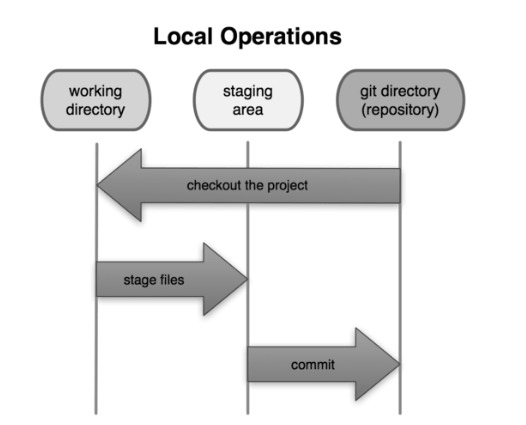 Local Operations
working
directory
staging
area
git directory
(repository)
checkout the project
stage files
commit